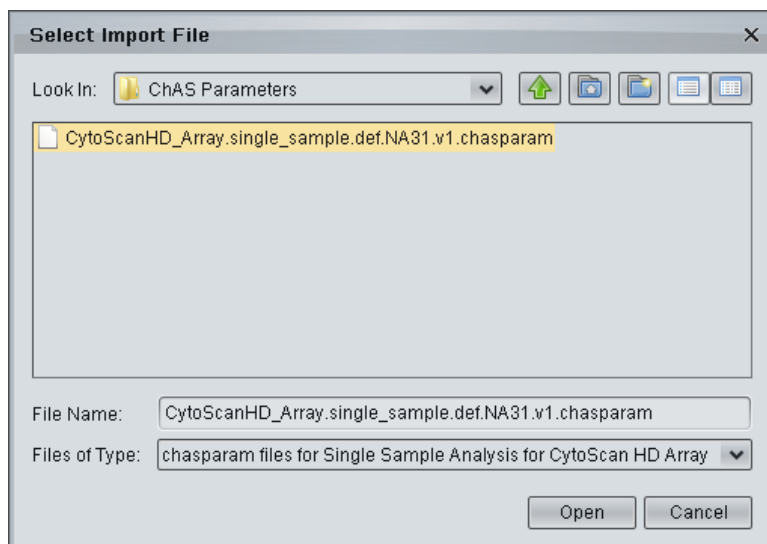 Select Import File
Look In: ChAS Parameters
CytoScanHD_Array.single_sample.def.NA31.v1.chasparam
File Name: CytoScanHD_Array.single_sample.def.NA31.v1.chasparam
Files of Type: chasparam files for Single Sample Analysis for CytoScan HD Array
Open Cancel